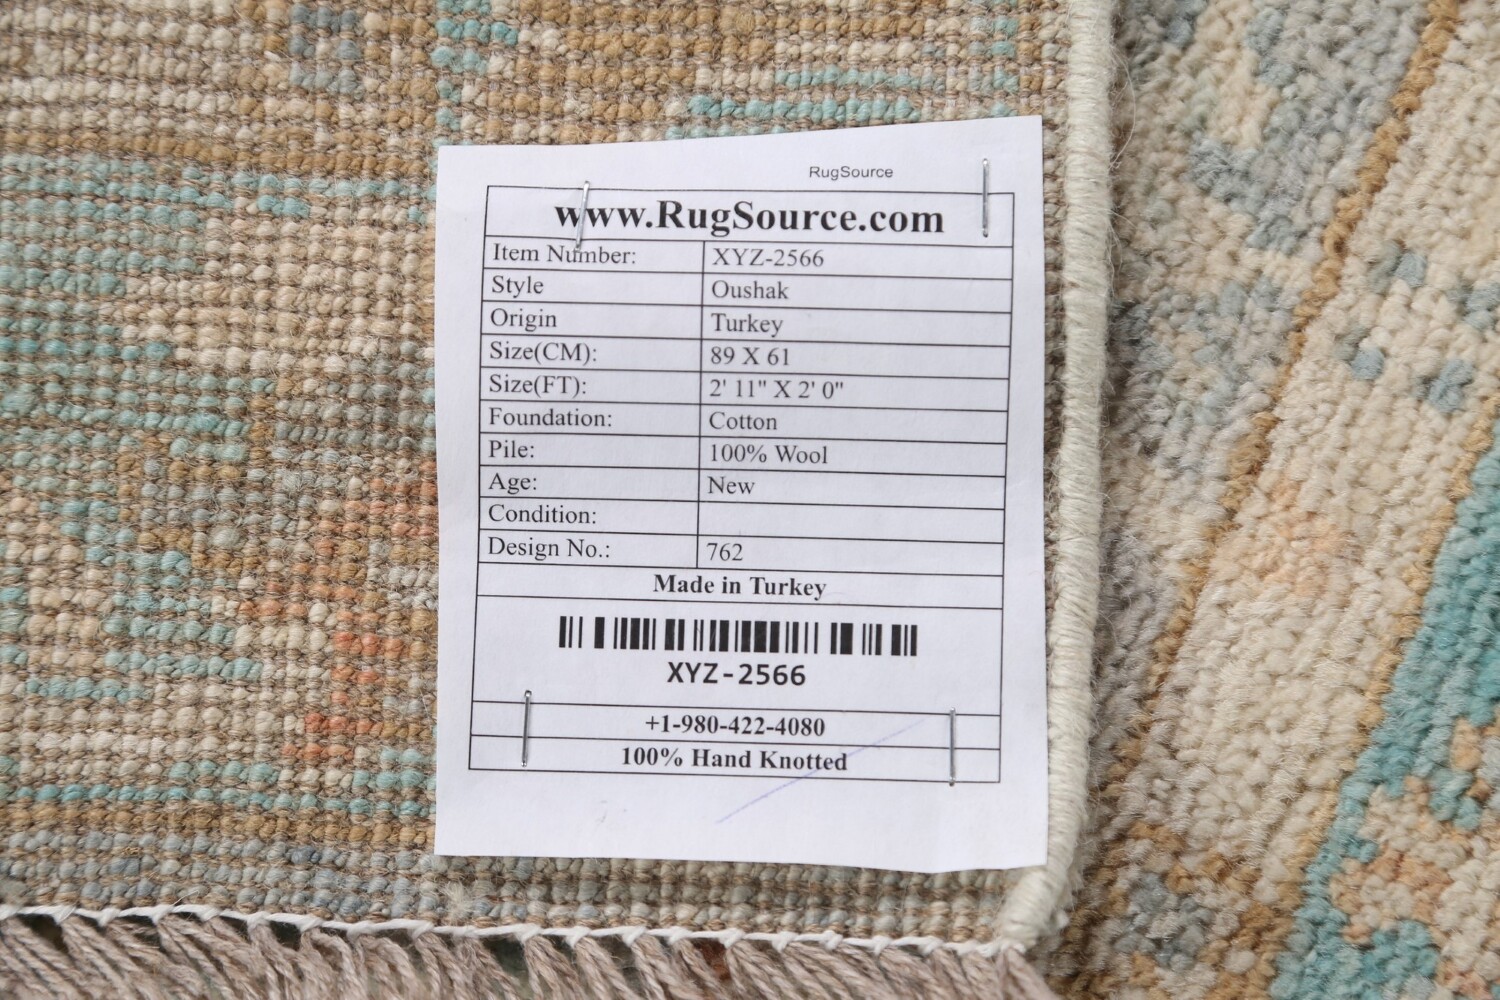 RugSource
www.RugSource.com
Item Number: XYZ-2566
Style Oushak
Origin Turkey
Size(CM): 89 X 61
Size(FT): 2' 11" X 2' 0"
Foundation: Cotton
Pile: 100% Wool
Age: New
Condition:
Design No.: 762
Made in Turkey
XYZ-2566
+1-980-422-4080
100% Hand Knotted